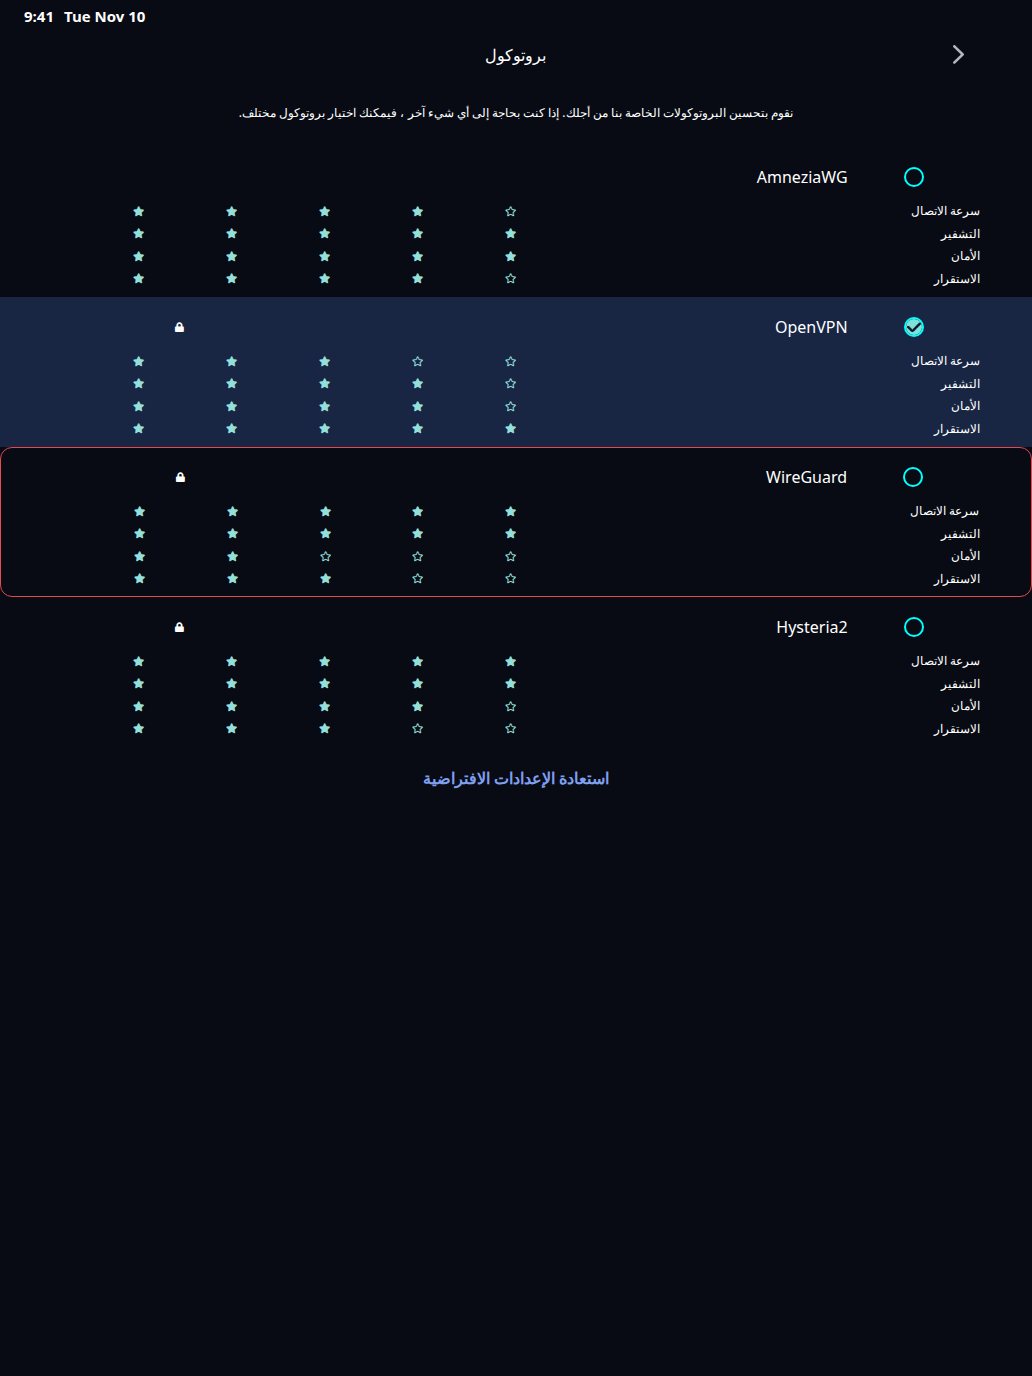 9:41 Tue Nov 10
بروتوكول
نقوم بتحسين البروتوكولات الخاصة بنا من أجلك. إذا كنت بحاجة إلى أي شيء آخر ، فيمكنك اختيار بروتوكول مختلف.
AmneziaWG
سرعة الاتصال
التشفير
الأمان
الاستقرار
OpenVPN
سرعة الاتصال
التشفير
الأمان
الاستقرار
WireGuard
سرعة الاتصال
التشفير
الأمان
الاستقرار
Hysteria2
سرعة الاتصال
التشفير
الأمان
الاستقرار
استعادة الإعدادات الافتراضية